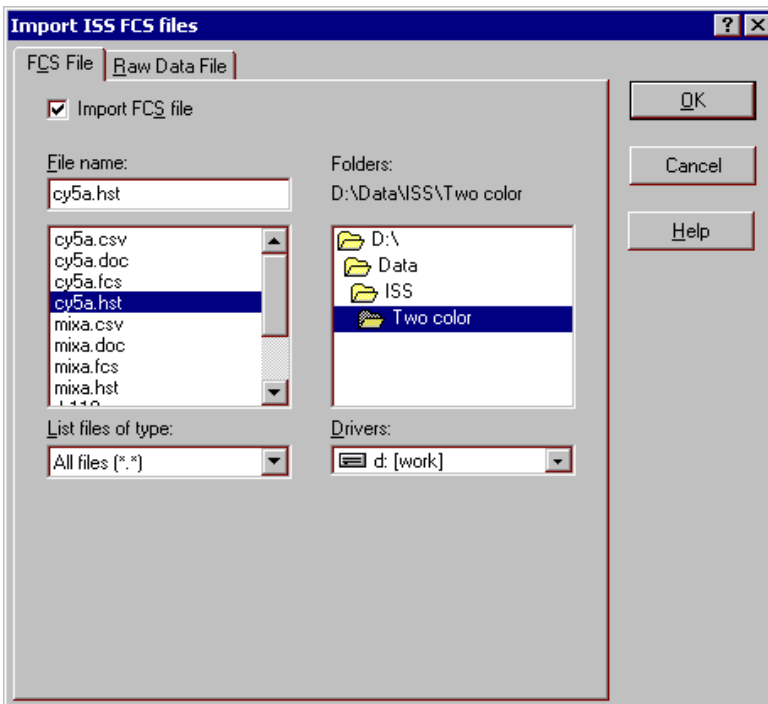 Import ISS FCS files
FCS File Raw Data File
Import FCS file
OK
File name: Folders:
Cancel
cy5a.hst D:\Data\ISS\Two color
Help
cy5a.csv
cy5a.doc
cy5a.fcs
cy5a.hst
mixa.csv
mixa.doc
mixa.fcs
mixa.hst
D:\
Data
ISS
Two color
List files of type: Drivers:
All files (*.*) d: [work]